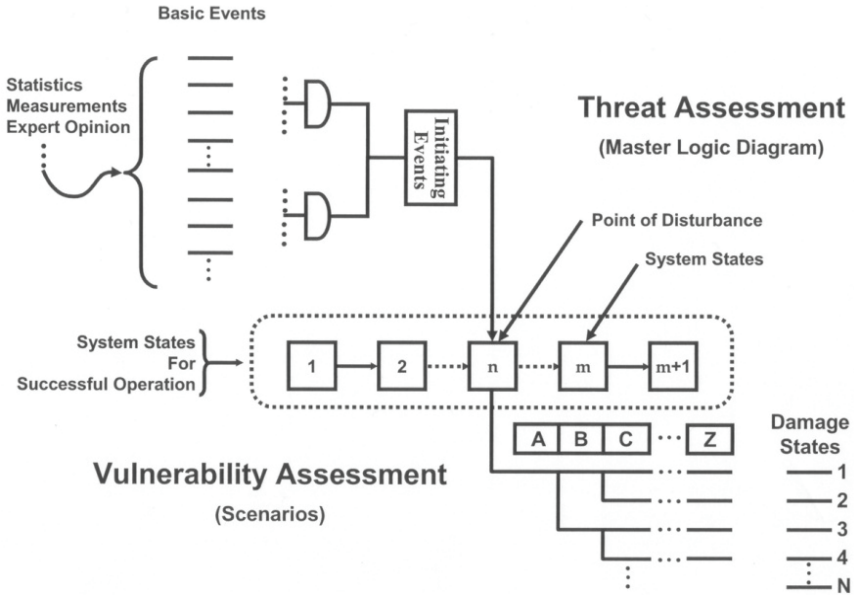 Basic Events
Statistics
Measurements
Expert Opinion
Initiating
Events
Threat Assessment
(Master Logic Diagram)
Point of Disturbance
System States
System States
For
Successful Operation
1
2
n
m
m+1
A B C ... Z
Damage
States
1
2
3
4
N
Vulnerability Assessment
(Scenarios)